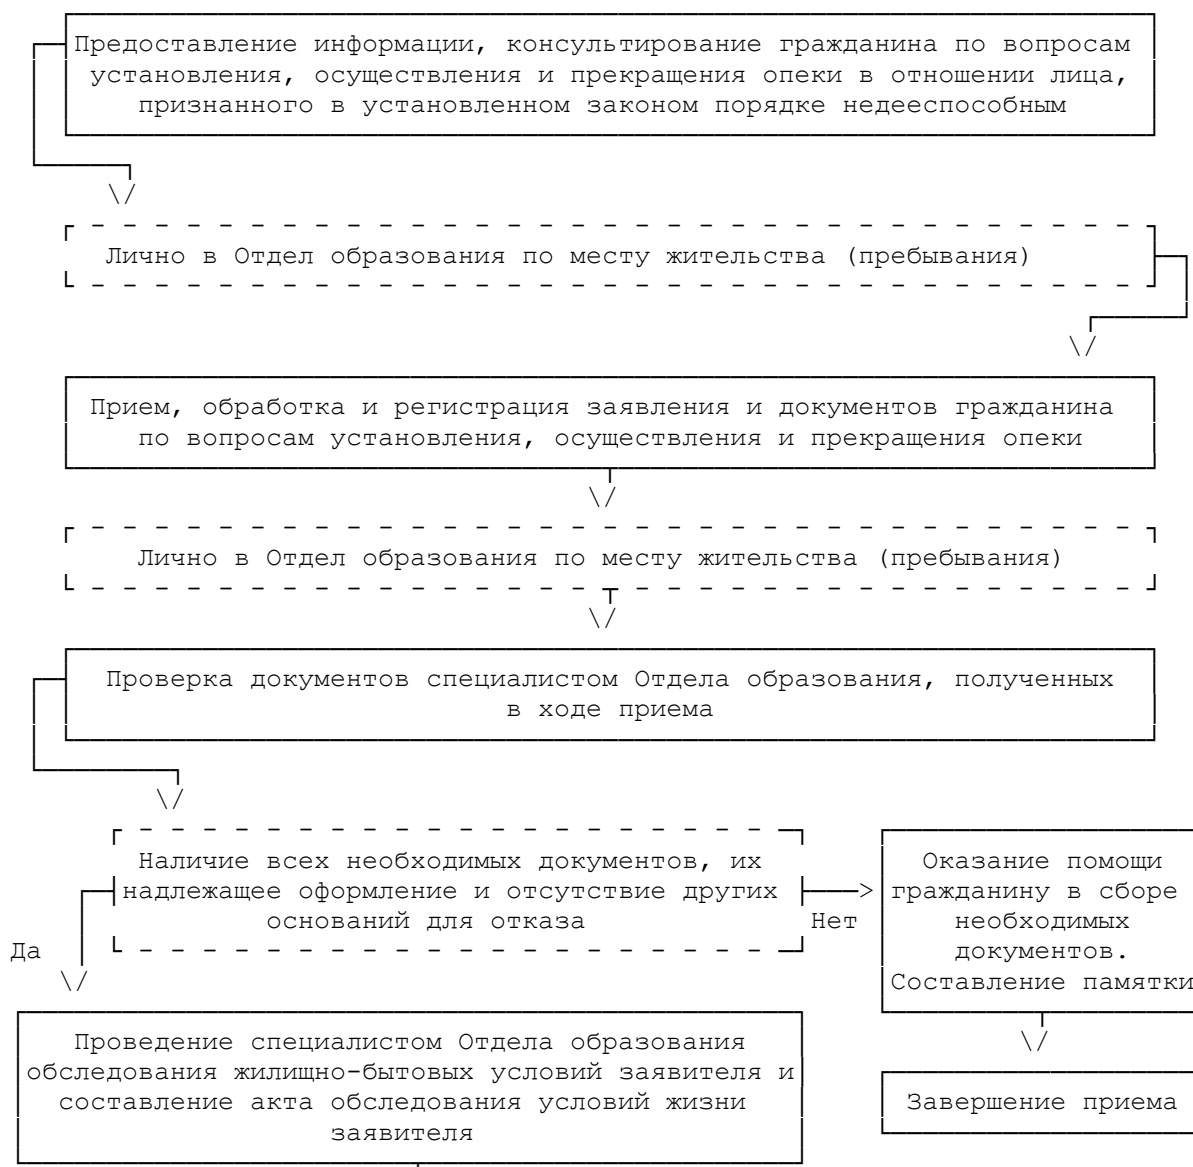 Предоставление информации, консультирование гражданина по вопросам
установления, осуществления и прекращения опеки в отношении лица,
признанного в установленном законом порядке недееспособным
Лично в Отдел образования по месту жительства (пребывания)
Прием, обработка и регистрация заявления и документов гражданина
по вопросам установления, осуществления и прекращения опеки
Лично в Отдел образования по месту жительства (пребывания)
Проверка документов специалистом Отдела образования, полученных
в ходе приема
Наличие всех необходимых документов, их
надлежащее оформление и отсутствие других
оснований для отказа
Нет
Оказание помощи
гражданину в сборе
необходимых
документов.
Составление памятки
Да
Проведение специалистом Отдела образования
обследования жилищно-бытовых условий заявителя и
составление акта обследования условий жизни
заявителя
Завершение приема